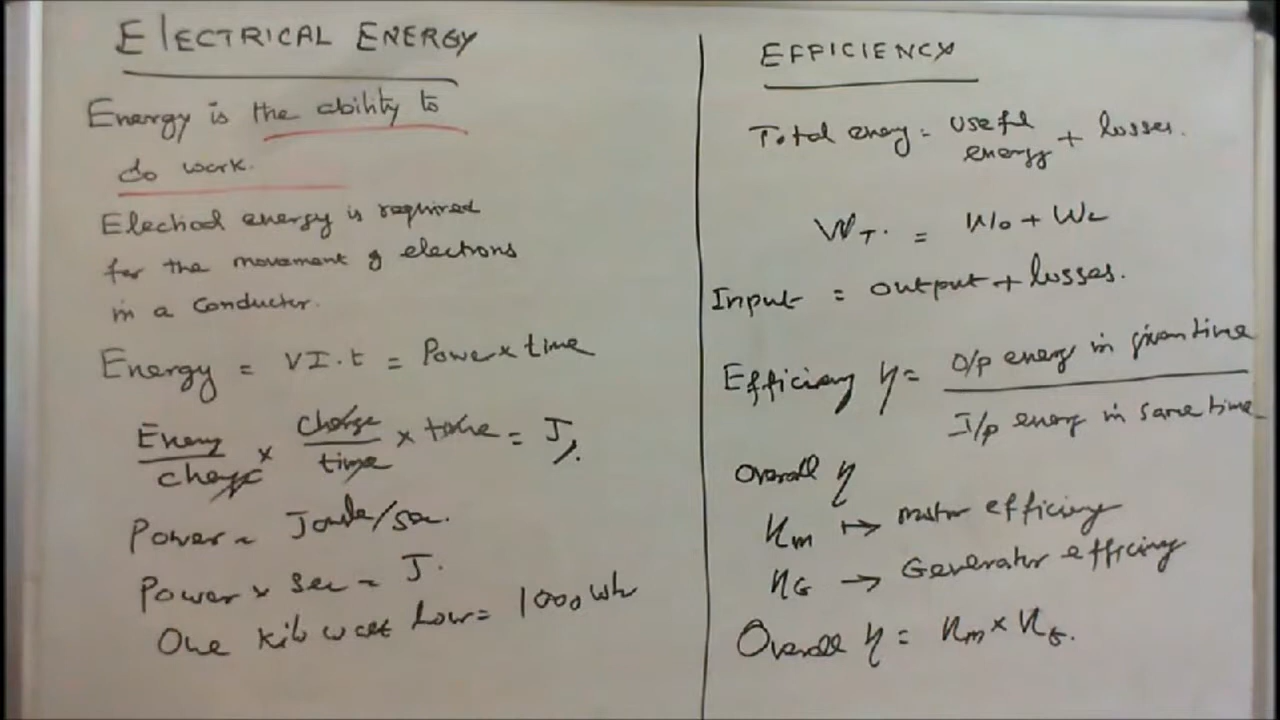 ELECTRICAL ENERGY
Energy is the ability to
do work.
Electrical energy is required
for the movement of electrons
in a conductor.
Energy = VI.t = Power x time
Energy/charge x charge/time x time = J.
Power = Joule/sec.
Power x sec = J.
One kilo watt hour = 1000 wh
EFFICIENCY
Total energy = useful energy + losses.
WT. = Wo + WL
Input = output + losses.
Efficiency η = O/p energy in given time
I/p energy in same time
Overall η
ηm ↦ motor efficiency
ηG → Generator efficiency
Overall η = ηm x ηG.